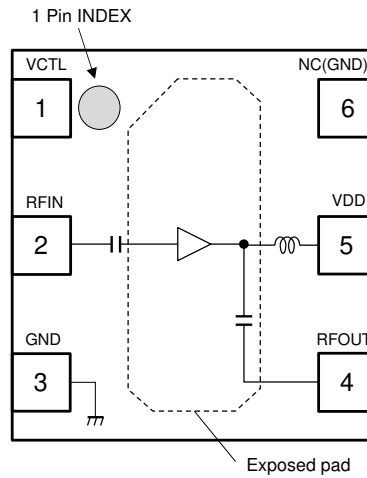 1 Pin INDEX
VCTL
NC(GND)
1
6
RFIN
VDD
2
5
GND
RFOUT
3
4
Exposed pad